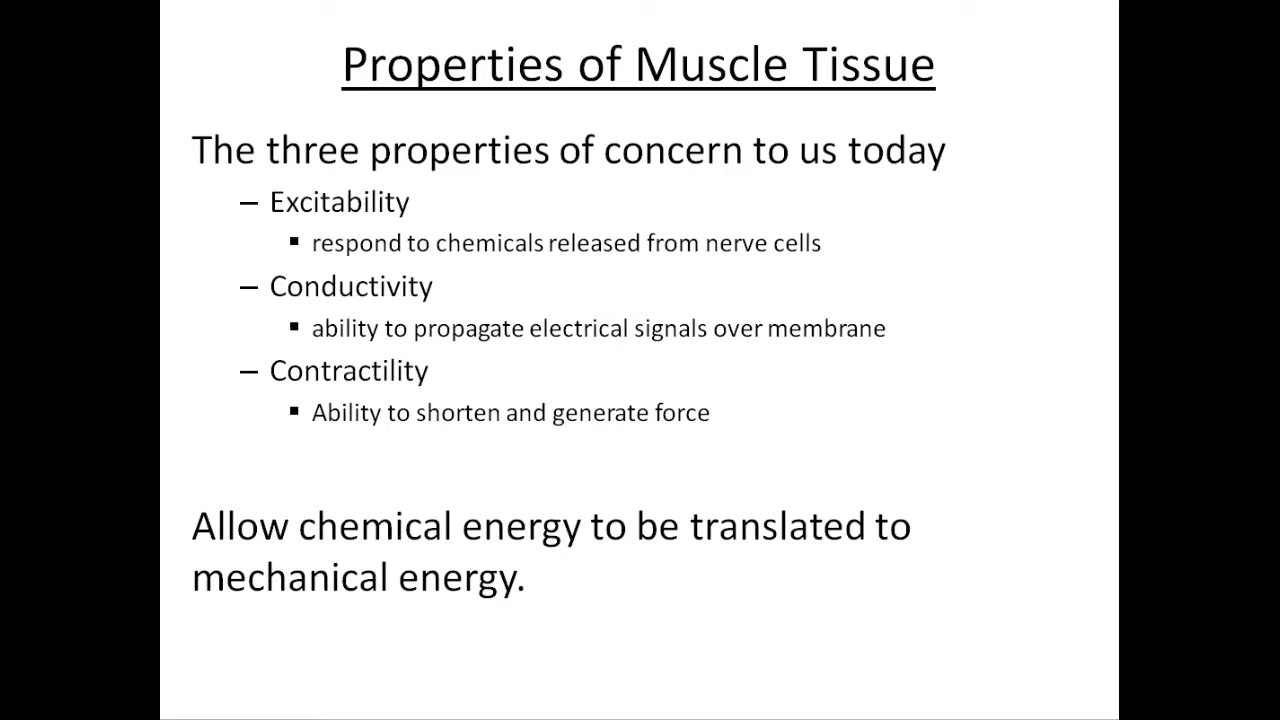 Properties of Muscle Tissue
The three properties of concern to us today
– Excitability
▪ respond to chemicals released from nerve cells
– Conductivity
▪ ability to propagate electrical signals over membrane
– Contractility
▪ Ability to shorten and generate force
Allow chemical energy to be translated to
mechanical energy.